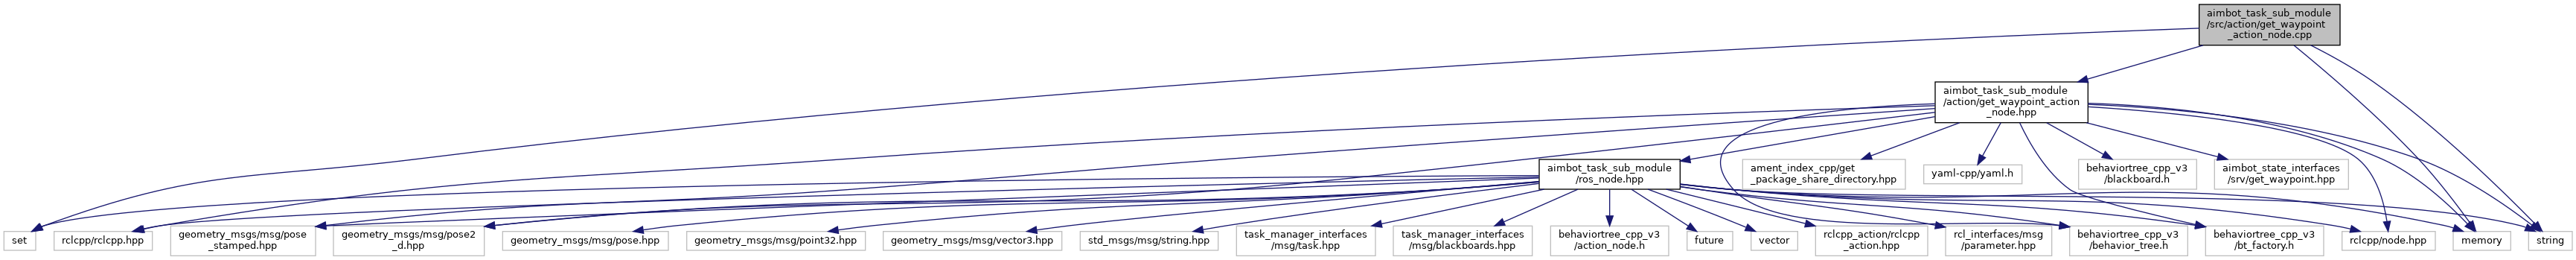 aimbot_task_sub_module
/src/action/get_waypoint
_action_node.cpp
aimbot_task_sub_module
/action/get_waypoint_action
_node.hpp
aimbot_task_sub_module
/ros_node.hpp
ament_index_cpp/get
_package_share_directory.hpp
yaml-cpp/yaml.h
behaviortree_cpp_v3
/blackboard.h
aimbot_state_interfaces
/srv/get_waypoint.hpp
set
rclcpp/rclcpp.hpp
geometry_msgs/msg/pose
_stamped.hpp
geometry_msgs/msg/pose2
_d.hpp
geometry_msgs/msg/pose.hpp
geometry_msgs/msg/point32.hpp
geometry_msgs/msg/vector3.hpp
std_msgs/msg/string.hpp
task_manager_interfaces
/msg/task.hpp
task_manager_interfaces
/msg/blackboards.hpp
behaviortree_cpp_v3
/action_node.h
future
vector
rclcpp_action/rclcpp
_action.hpp
rcl_interfaces/msg
/parameter.hpp
behaviortree_cpp_v3
/behavior_tree.h
behaviortree_cpp_v3
/bt_factory.h
rclcpp/node.hpp
memory
string